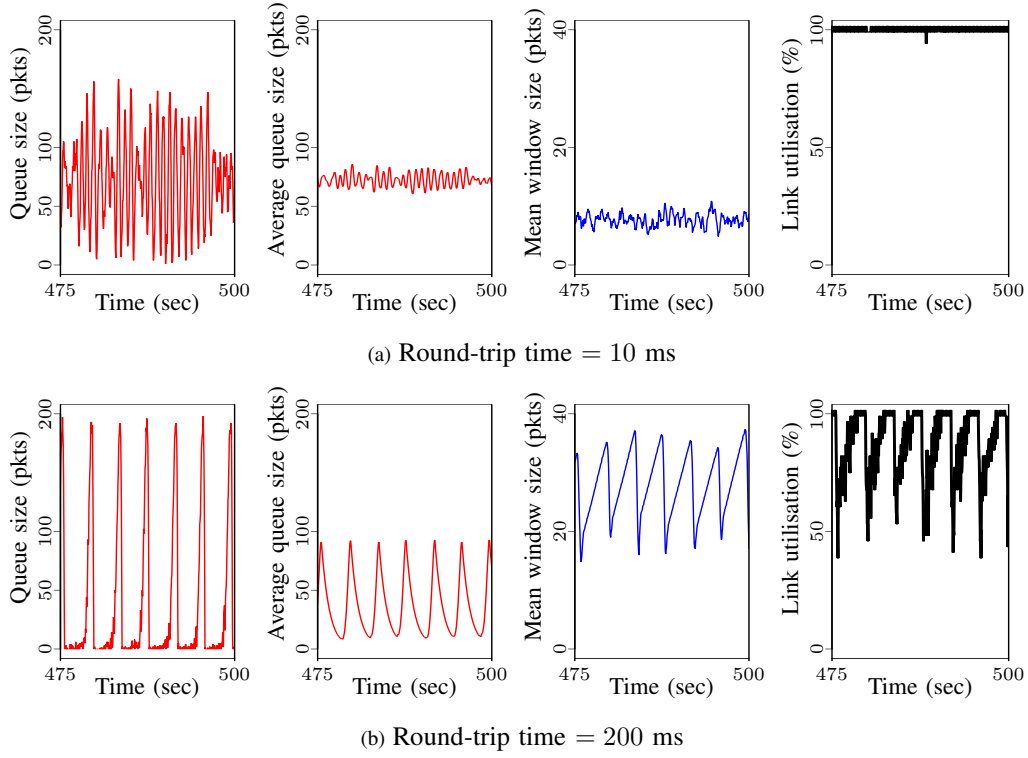 Queue size (pkts)
200
100
50
0
475
500
Time (sec)
Average queue size (pkts)
200
100
50
0
475
500
Time (sec)
Mean window size (pkts)
40
20
0
475
500
Time (sec)
Link utilisation (%)
100
50
0
475
500
Time (sec)
(a) Round-trip time = 10 ms
Queue size (pkts)
200
100
50
0
475
500
Time (sec)
Average queue size (pkts)
200
100
50
0
475
500
Time (sec)
Mean window size (pkts)
40
20
0
475
500
Time (sec)
Link utilisation (%)
100
50
0
475
500
Time (sec)
(b) Round-trip time = 200 ms